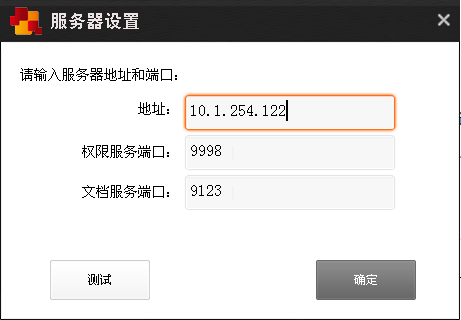 服务器设置
请输入服务器地址和端口:
地址: 10.1.254.122
权限服务端口: 9998
文档服务端口: 9123
测试 确定